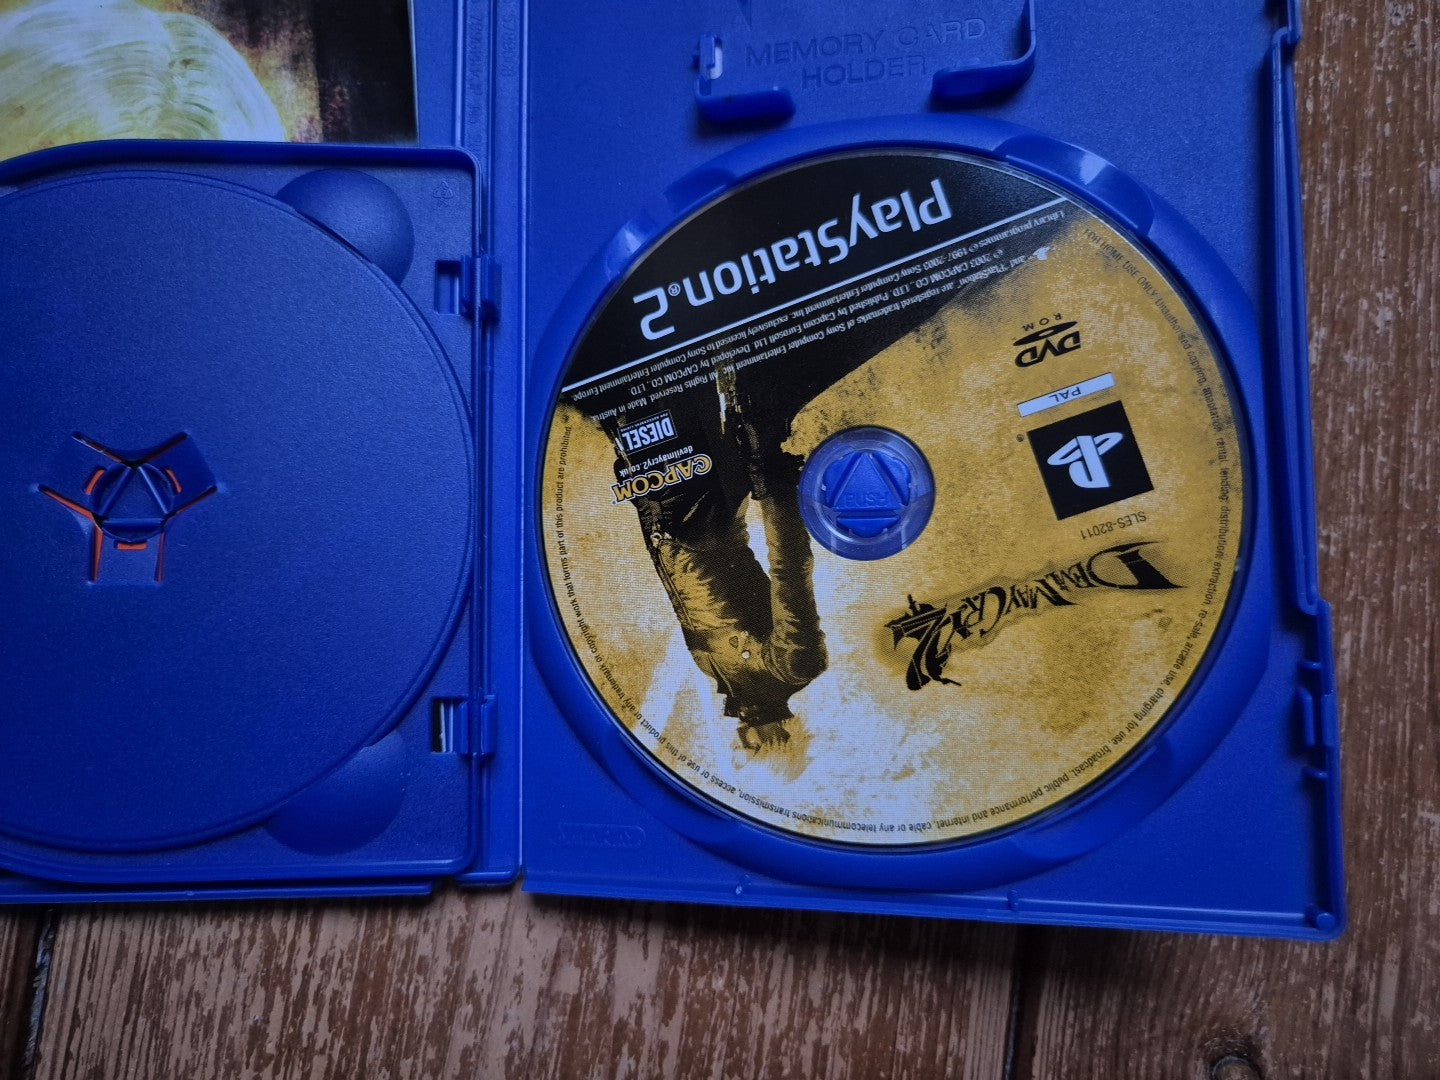 MEMORY CARD
HOLDER
PlayStation®2
Library programmes © 1997-2003 Sony Computer Entertainment Inc. exclusively licensed to Sony Computer Entertainment Europe.
© 2003 CAPCOM CO., LTD. Published by Capcom Eurosoft Ltd. Developed by CAPCOM CO., LTD.
and "PlayStation" are registered trademarks of Sony Computer Entertainment Inc. All Rights Reserved. Made in Austria.
FOR HOME USE ONLY. Unauthorised copying, adaptation, rental, lending, distribution, extraction, re-sale, arcade use, charging for use, broadcast, public performance and internet, cable or any telecommunications transmission, access or use of this product or any trademark or copyright work that forms part of this product are prohibited.
DVD
ROM
PAL
SLES-82011
DEVIL MAY CRY 2
DIESEL
FOR SUCCESSFUL LIVING
devilmaycry2.co.uk
CAPCOM
PUSH